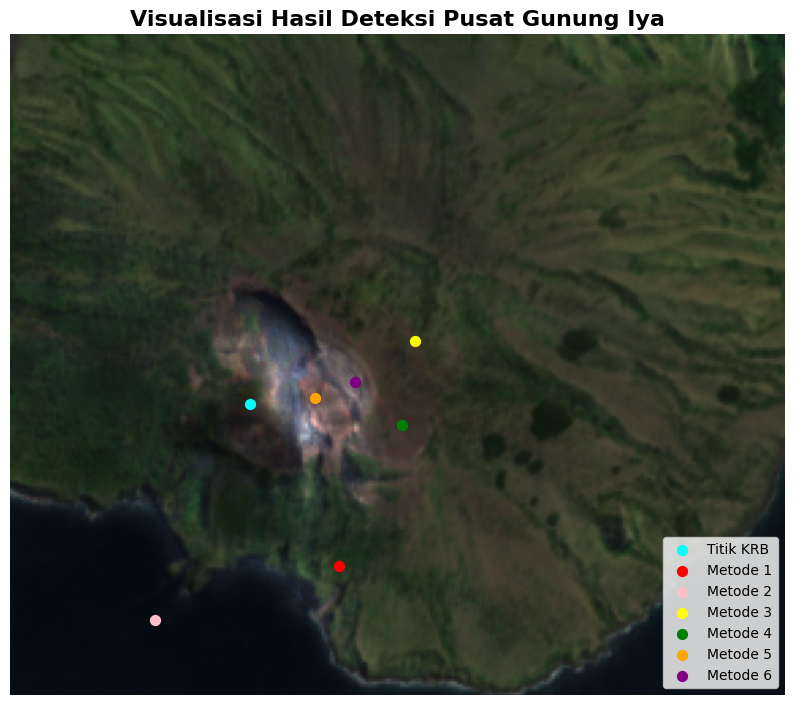 Visualisasi Hasil Deteksi Pusat Gunung Iya
Titik KRB
Metode 1
Metode 2
Metode 3
Metode 4
Metode 5
Metode 6